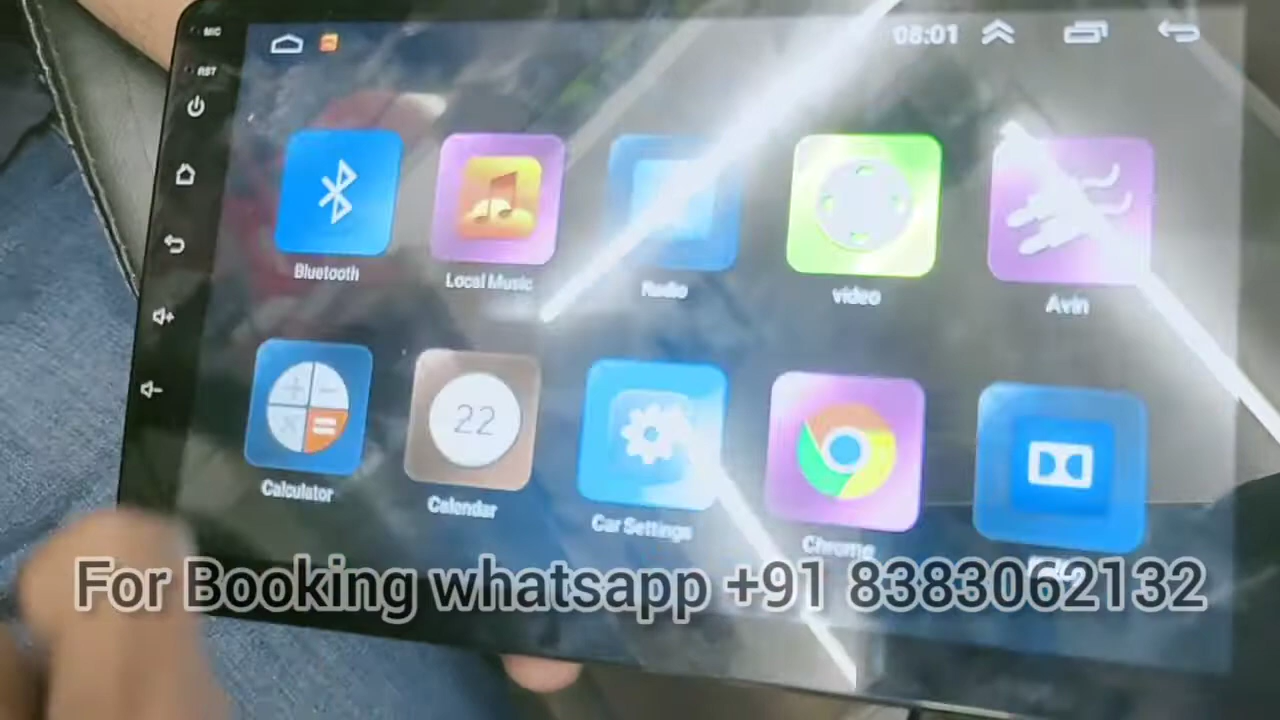 MIC
08:01
RST
Bluetooth
Local Music
Radio
video
Avin
22
Calculator
Calendar
Car Settings
Chrome
For Booking whatsapp +91 8383062132